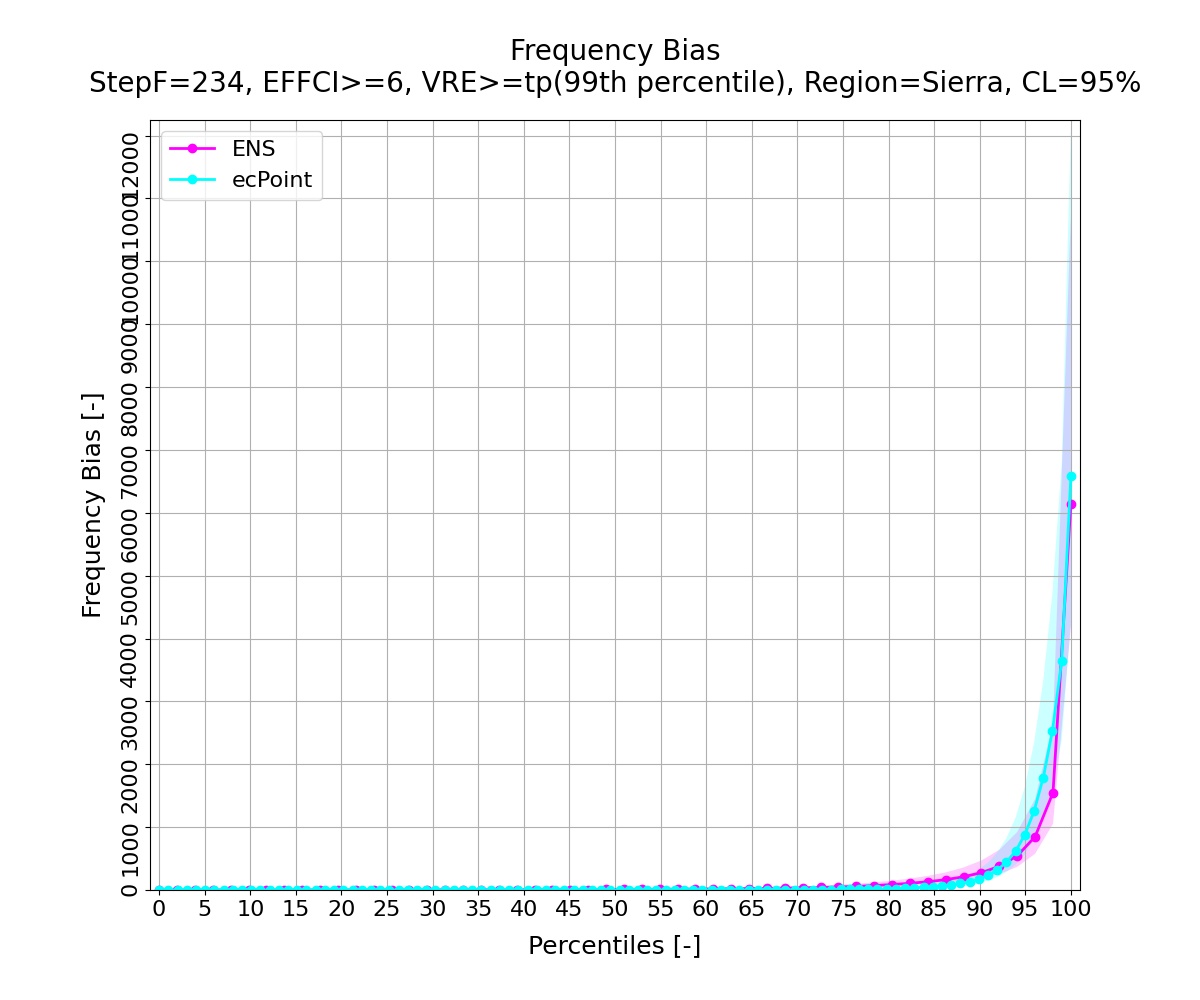 Frequency Bias
StepF=234, EFFCI>=6, VRE>=tp(99th percentile), Region=Sierra, CL=95%
ENS
ecPoint
12000
11000
10000
9000
8000
7000
6000
5000
4000
3000
2000
1000
0
Frequency Bias [-]
0 5 10 15 20 25 30 35 40 45 50 55 60 65 70 75 80 85 90 95 100
Percentiles [-]